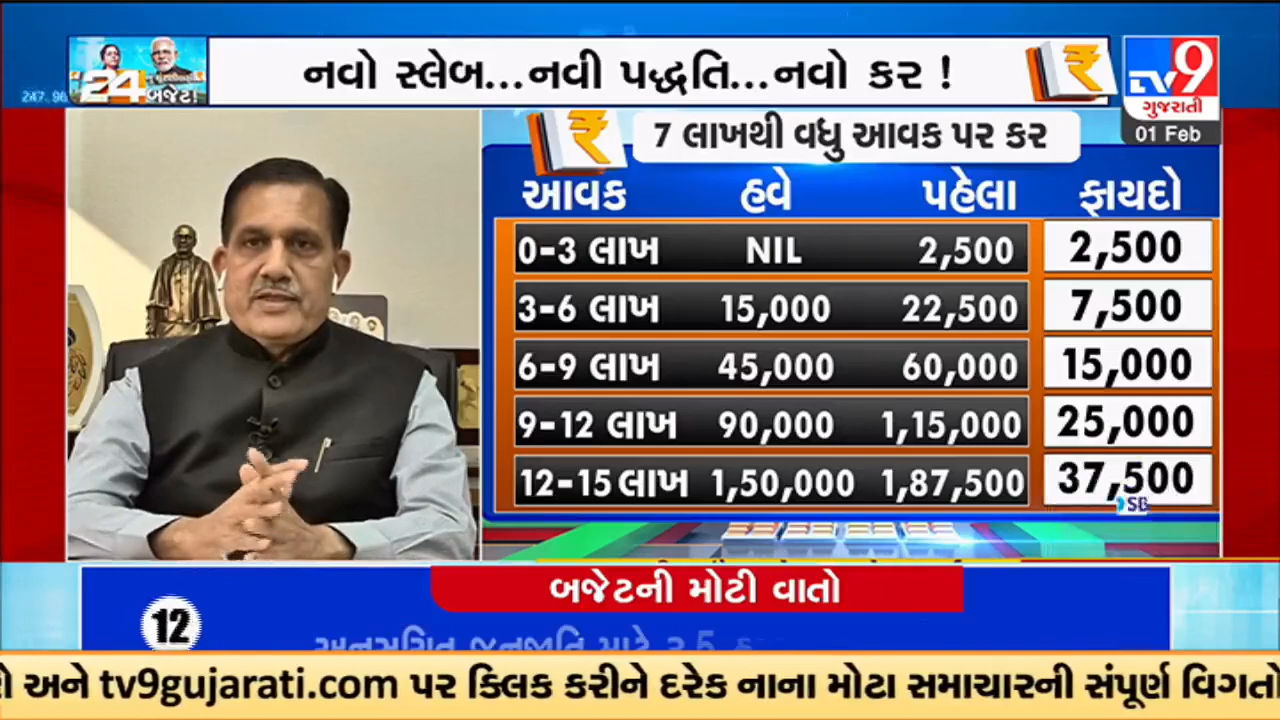 24
બજેટ!
નવો સ્લેબ...નવી પદ્ધતિ...નવો કર !
TV9
ગુજરાતી
01 Feb
7 લાખથી વધુ આવક પર કર
આવક હવે પહેલા ફાયદો
0-3 લાખ NIL 2,500 2,500
3-6 લાખ 15,000 22,500 7,500
6-9 લાખ 45,000 60,000 15,000
9-12 લાખ 90,000 1,15,000 25,000
12-15 લાખ 1,50,000 1,87,500 37,500
બજેટની મોટી વાતો
12
અને tv9gujarati.com પર ક્લિક કરીને દરેક નાના મોટા સમાચારની સંપૂર્ણ વિગતો